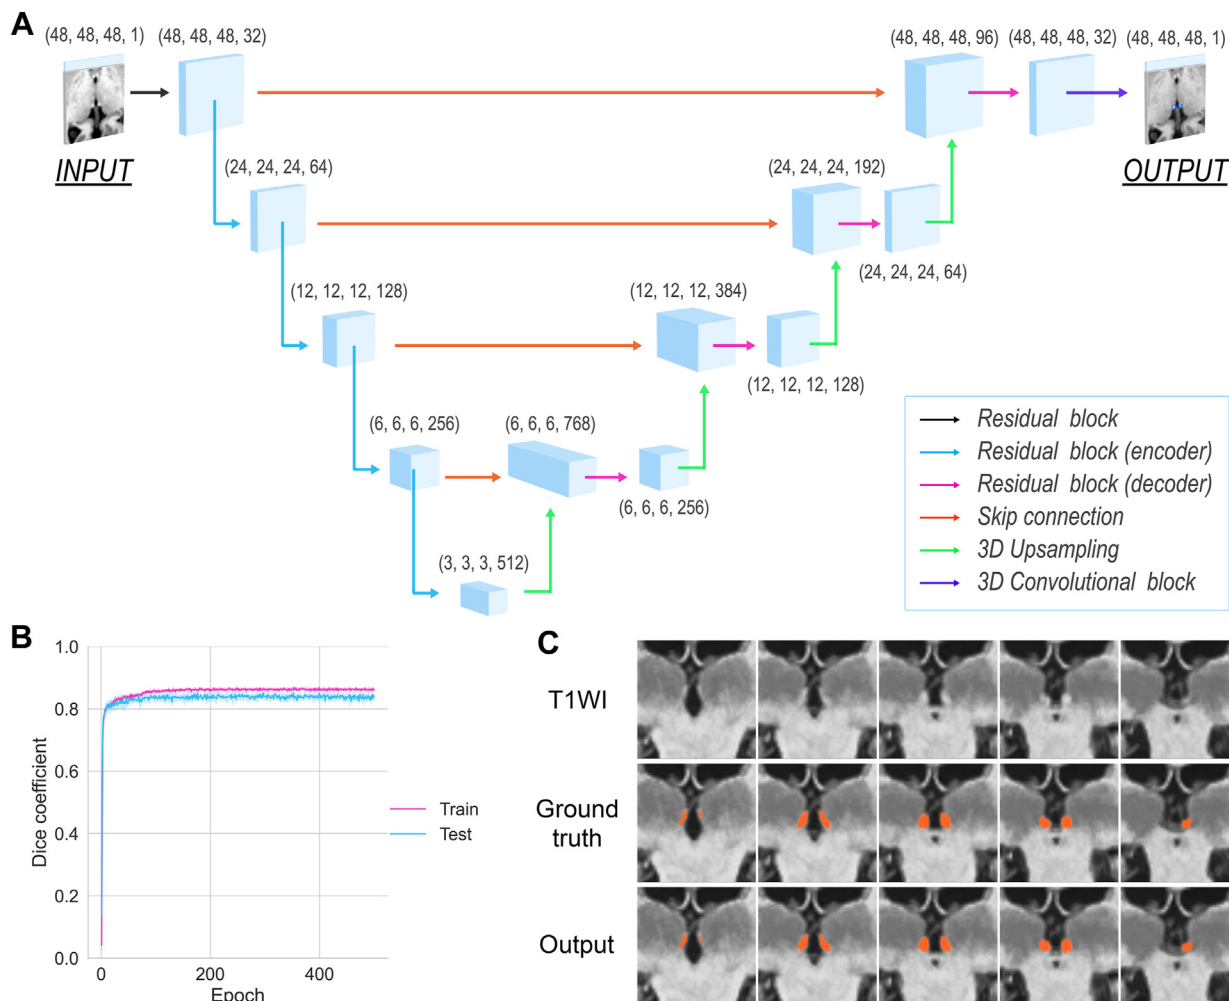 A
(48, 48, 48, 1) (48, 48, 48, 32) (48, 48, 48, 96) (48, 48, 48, 32) (48, 48, 48, 1)
INPUT
OUTPUT
(24, 24, 24, 64) (24, 24, 24, 192)
(24, 24, 24, 64)
(12, 12, 12, 128) (12, 12, 12, 384)
(12, 12, 12, 128)
(6, 6, 6, 256) (6, 6, 6, 768)
(6, 6, 6, 256)
(3, 3, 3, 512)
Residual block
Residual block (encoder)
Residual block (decoder)
Skip connection
3D Upsampling
3D Convolutional block
B
1.0
0.8
0.6
0.4
0.2
0.0
Dice coefficient
0 200 400
Epoch
Train
Test
C
T1WI
Ground
truth
Output